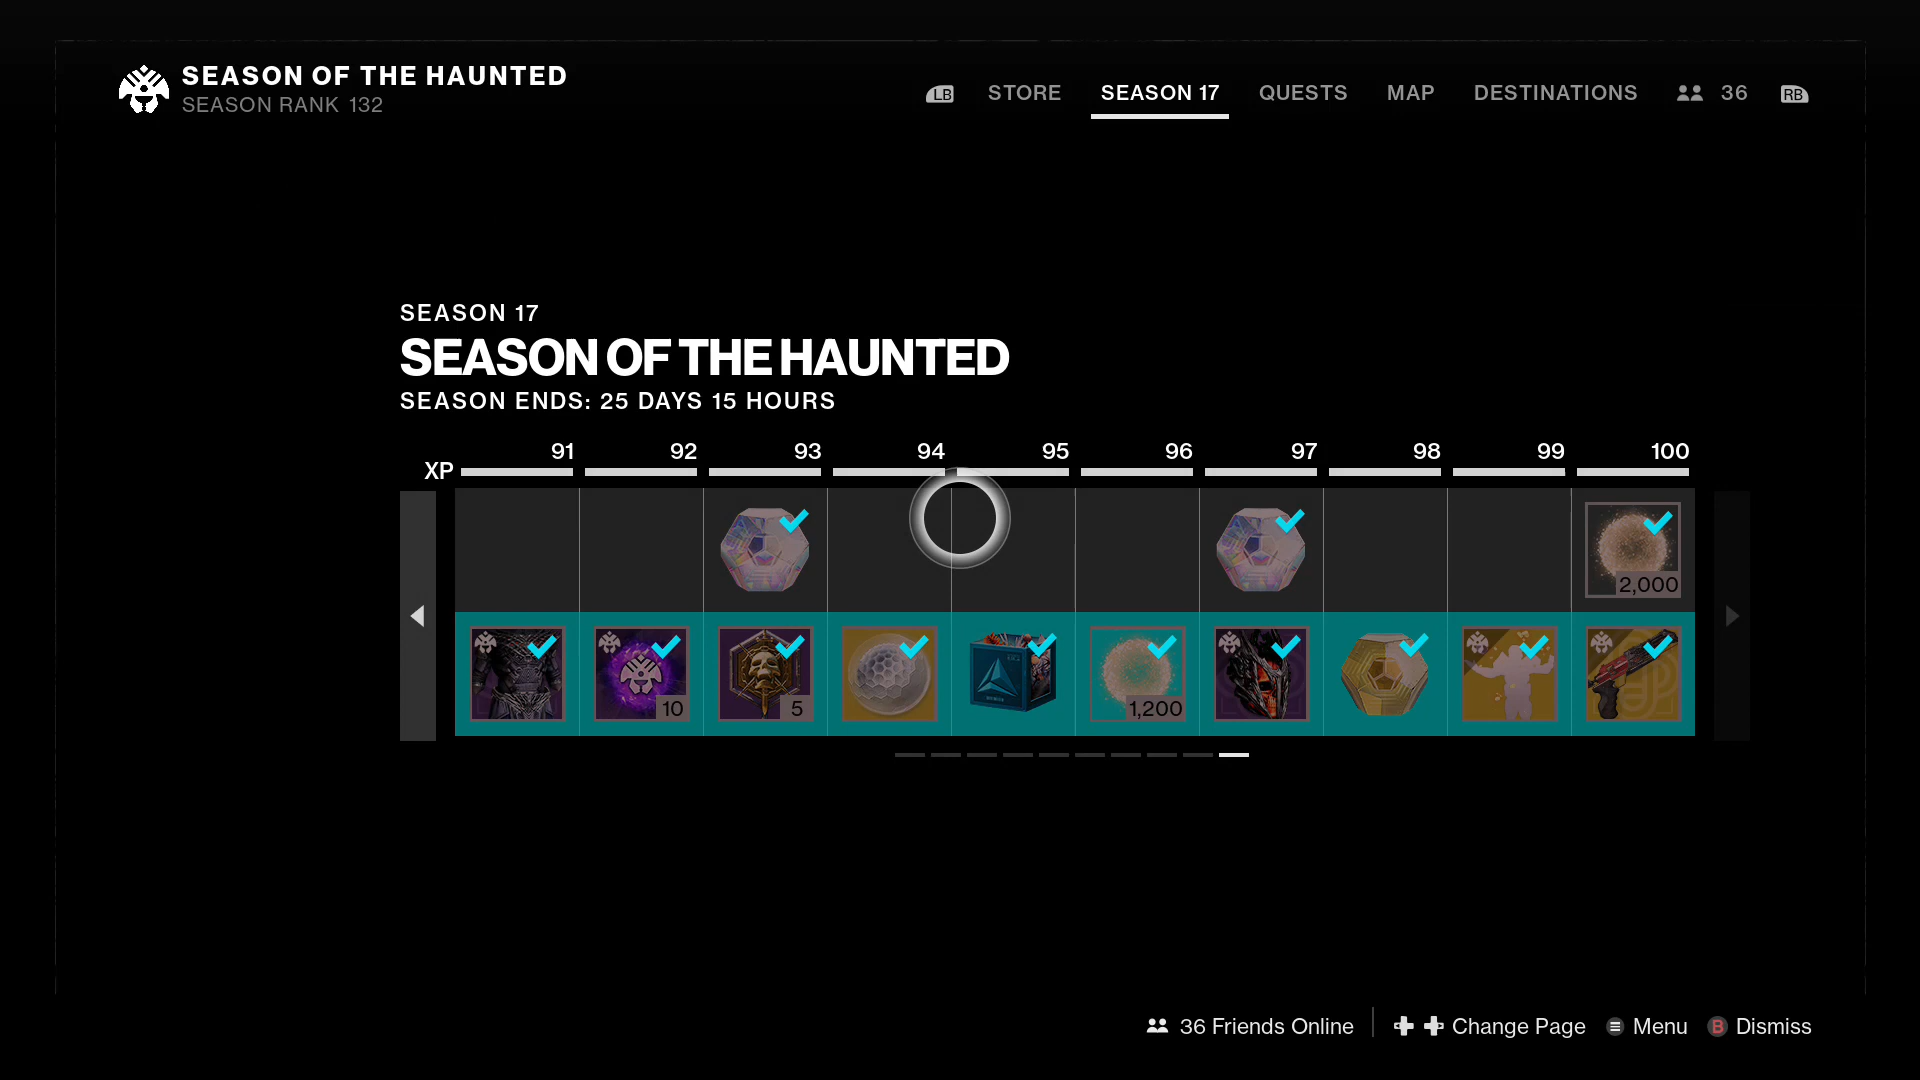 SEASON OF THE HAUNTED
SEASON RANK 132
LB STORE SEASON 17 QUESTS MAP DESTINATIONS 36 RB
SEASON 17
SEASON OF THE HAUNTED
SEASON ENDS: 25 DAYS 15 HOURS
91 92 93 94 95 96 97 98 99 100
XP
2,000
10 5 1,200
36 Friends Online Change Page Menu B Dismiss